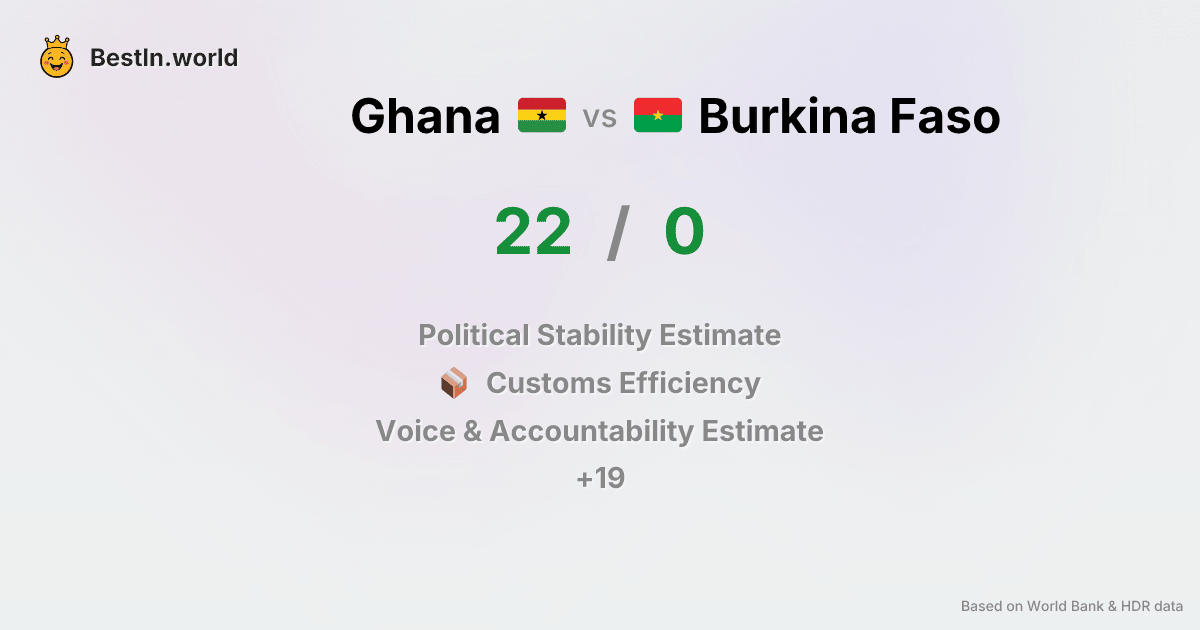 BestIn.world
Ghana vs Burkina Faso
22 / 0
Political Stability Estimate
Customs Efficiency
Voice & Accountability Estimate
+19
Based on World Bank & HDR data